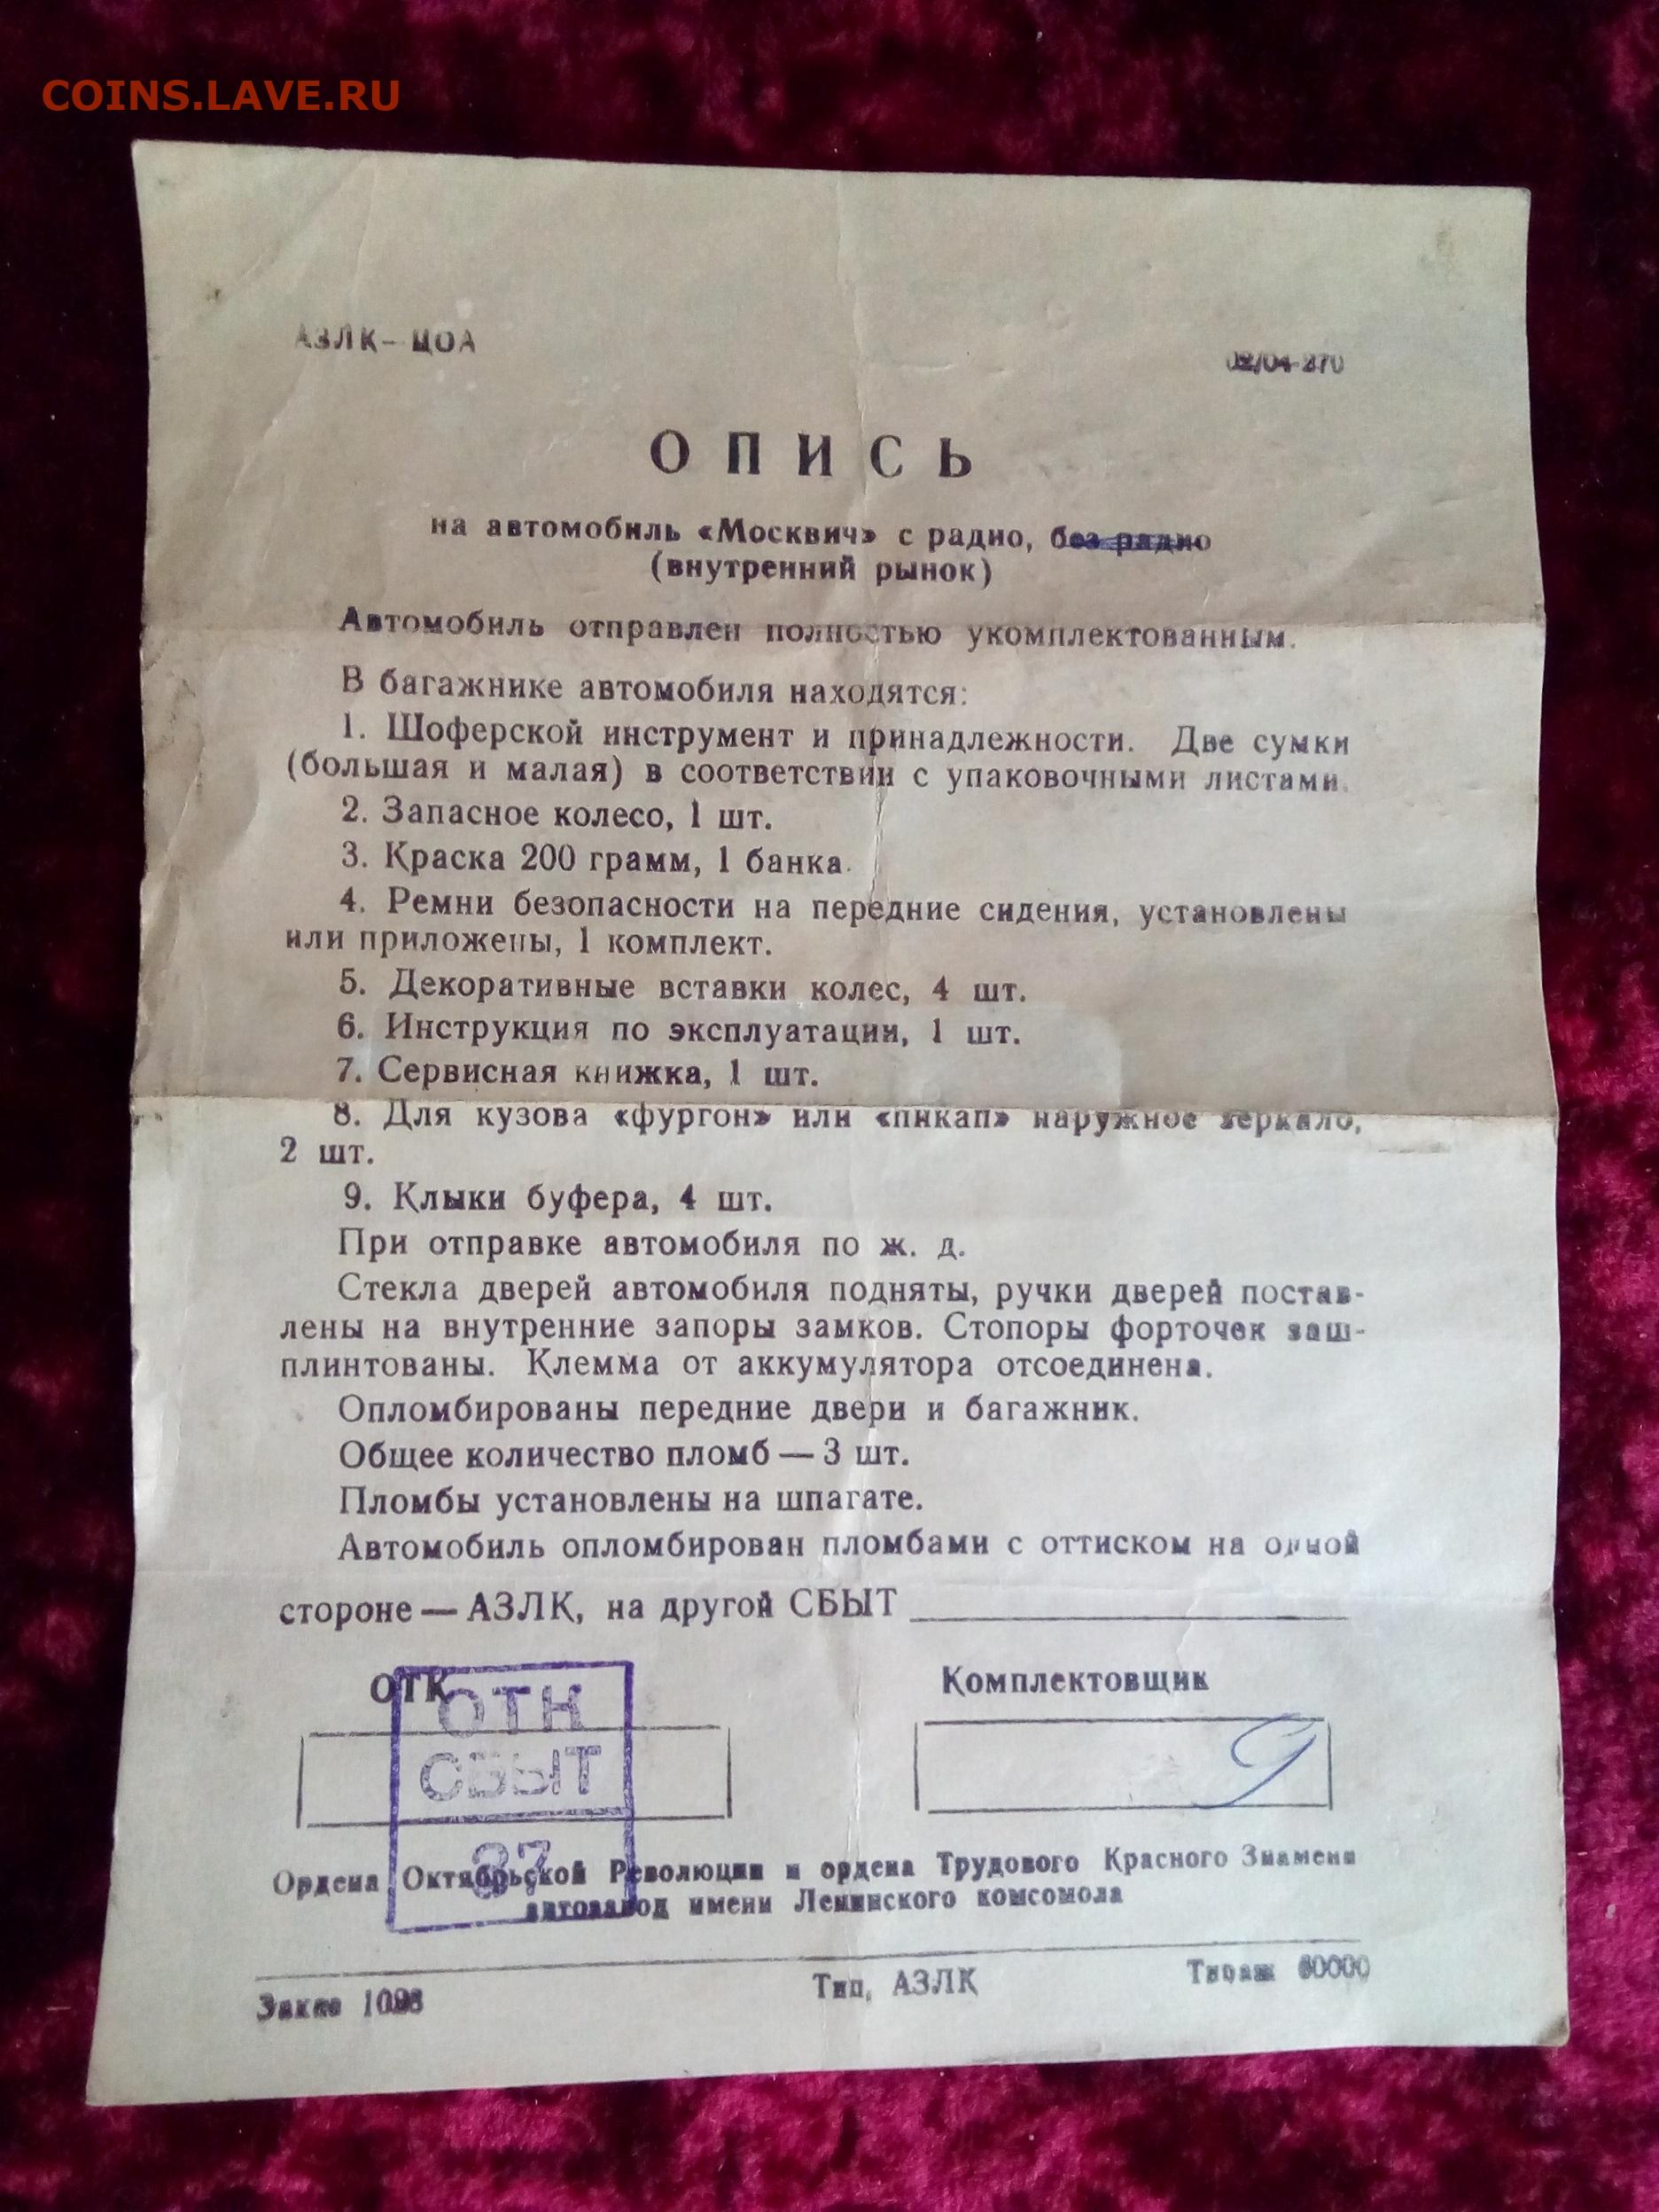 COINS.LAVE.RU
АЗЛК–ЦОА
ОПИСЬ
на автомобиль «Москвич» с радио, без радио
(внутренний рынок)
Автомобиль отправлен полностью укомплектованным.
В багажнике автомобиля находятся:
1. Шоферской инструмент и принадлежности. Две сумки
(большая и малая) в соответствии с упаковочными листами.
2. Запасное колесо, 1 шт.
3. Краска 200 грамм, 1 банка.
4. Ремни безопасности на передние сидения, установлены
или приложены, 1 комплект.
5. Декоративные вставки колес, 4 шт.
6. Инструкция по эксплуатации, 1 шт.
7. Сервисная книжка, 1 шт.
8. Для кузова «фургон» или «пикап» наружное зеркало,
2 шт.
9. Клыки буфера, 4 шт.
При отправке автомобиля по ж. д.
Стекла дверей автомобиля подняты, ручки дверей постав-
лены на внутренние запоры замков. Стопоры форточек заш-
плинтованы. Клемма от аккумулятора отсоединена.
Опломбированы передние двери и багажник.
Общее количество пломб — 3 шт.
Пломбы установлены на шпагате.
Автомобиль опломбирован пломбами с оттиском на одной
стороне — АЗЛК, на другой СБЫТ
ОТК
Комплектовщик
ОТК
СБЫТ
37
Ордена Октябрьской Революции и ордена Трудового Красного Знамени
автозавод имени Ленинского комсомола
Заказ
Тип, АЗЛК
Тираж 60000